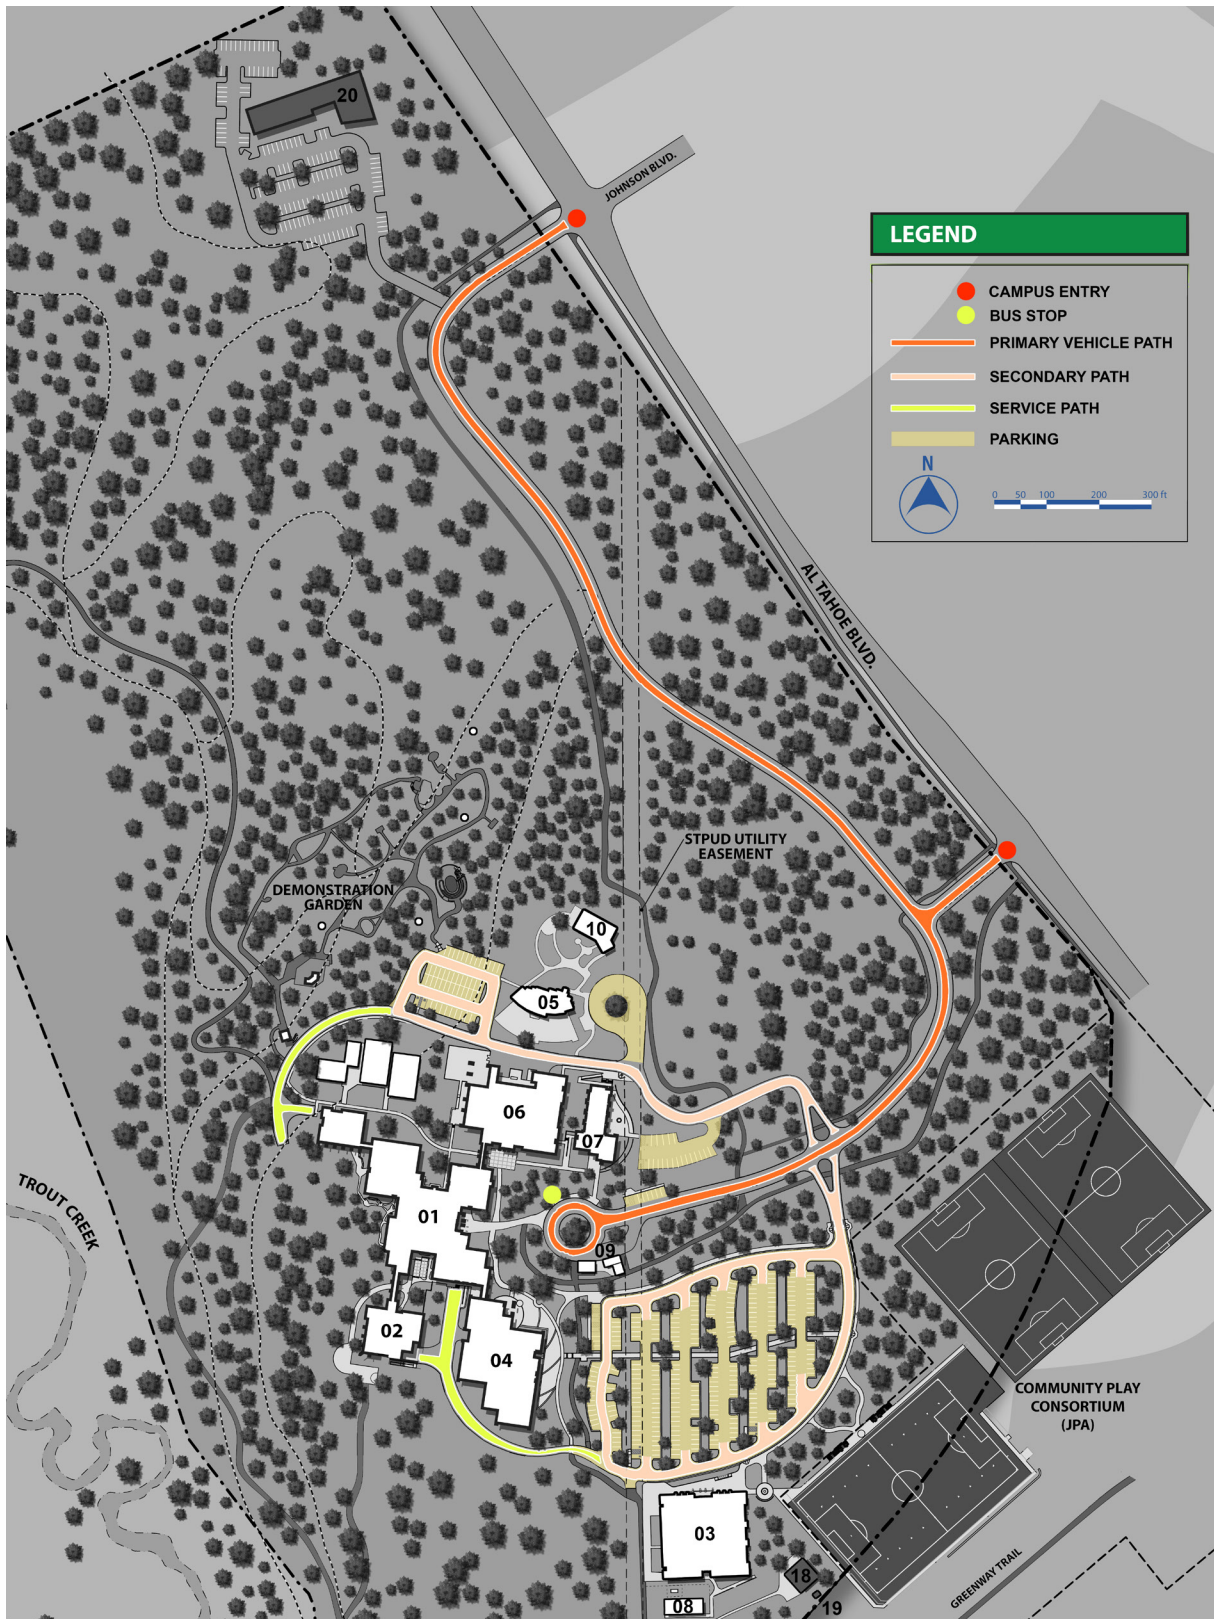 20
JOHNSON BLVD.
LEGEND
CAMPUS ENTRY
BUS STOP
PRIMARY VEHICLE PATH
SECONDARY PATH
SERVICE PATH
PARKING
N
0 50 100 200 300 ft
AL TAHOE BLVD.
STPUD UTILITY
EASEMENT
DEMONSTRATION
GARDEN
10
05
06
07
TROUT CREEK
01
09
02
04
COMMUNITY PLAY
CONSORTIUM
(JPA)
03
18
GREENWAY TRAIL
08
19